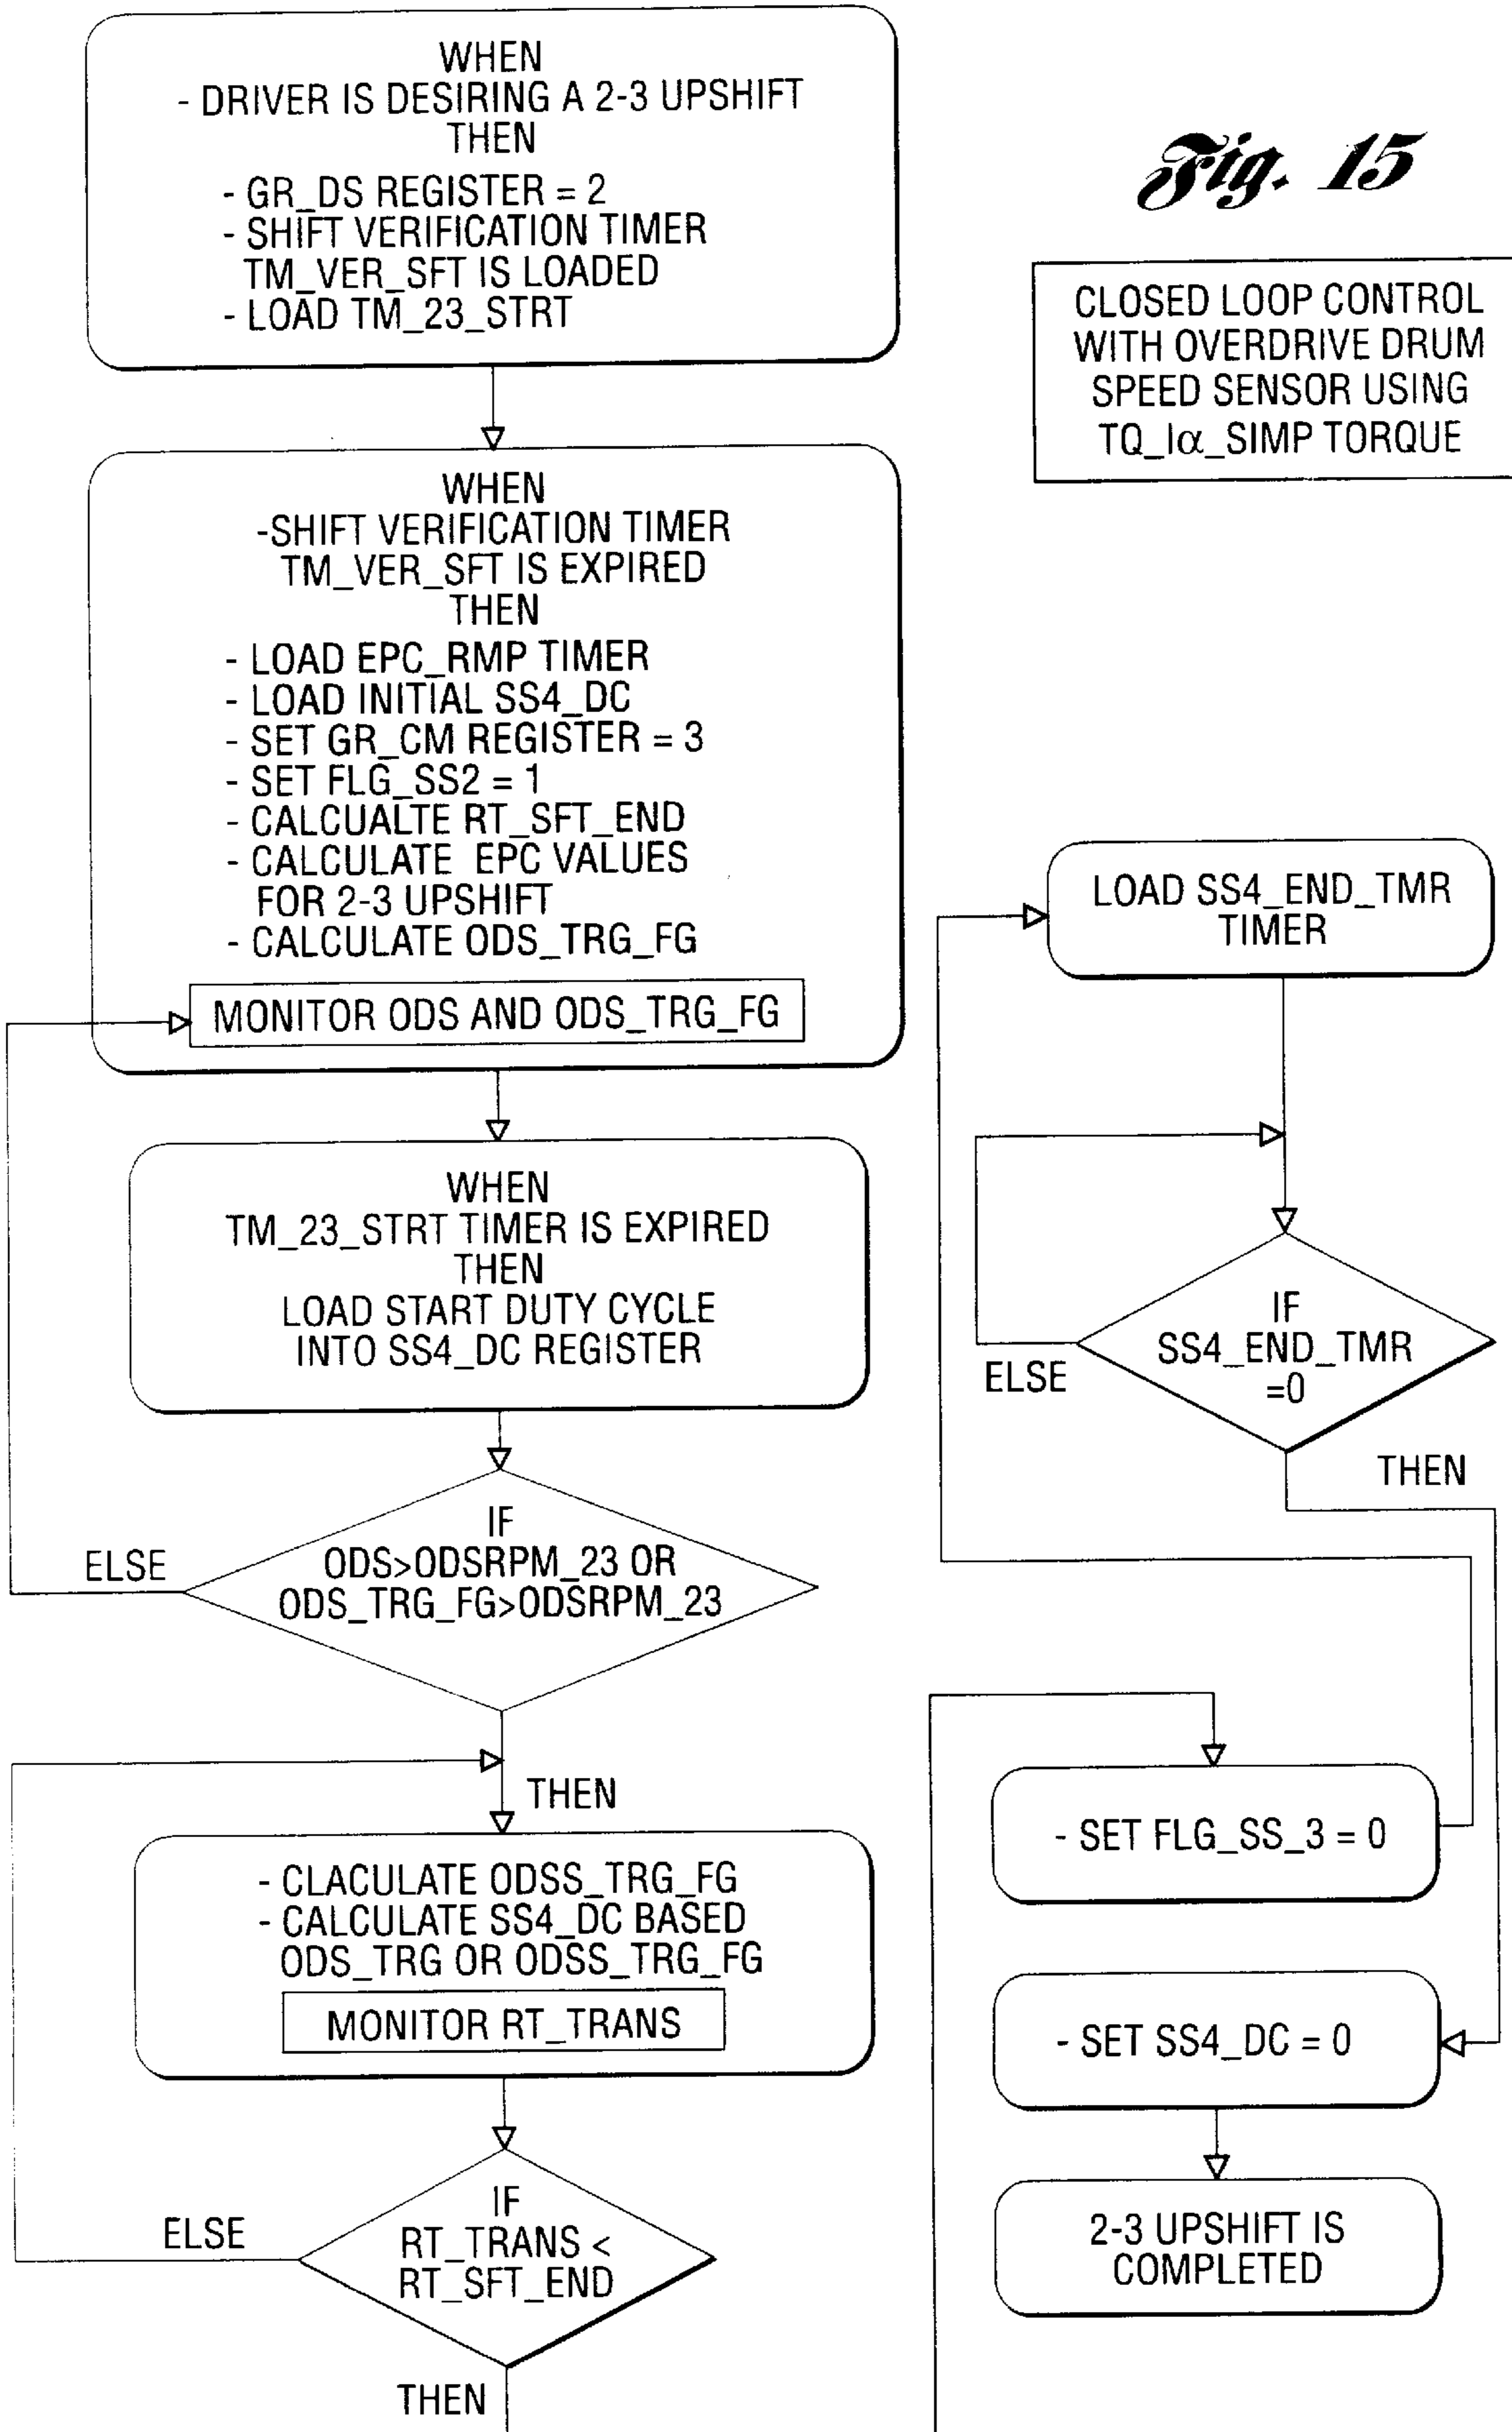 WHEN
- DRIVER IS DESIRING A 2-3 UPSHIFT
THEN
- GR_DS REGISTER = 2
- SHIFT VERIFICATION TIMER
TM_VER_SFT IS LOADED
- LOAD TM_23_STRT
Fig. 15
CLOSED LOOP CONTROL
WITH OVERDRIVE DRUM
SPEED SENSOR USING
TQ_Iα_SIMP TORQUE
WHEN
-SHIFT VERIFICATION TIMER
TM_VER_SFT IS EXPIRED
THEN
- LOAD EPC_RMP TIMER
- LOAD INITIAL SS4_DC
- SET GR_CM REGISTER = 3
- SET FLG_SS2 = 1
- CALCUALTE RT_SFT_END
- CALCULATE EPC VALUES
FOR 2-3 UPSHIFT
- CALCULATE ODS_TRG_FG
MONITOR ODS AND ODS_TRG_FG
WHEN
TM_23_STRT TIMER IS EXPIRED
THEN
LOAD START DUTY CYCLE
INTO SS4_DC REGISTER
IF
ODS>ODSRPM_23 OR
ODS_TRG_FG>ODSRPM_23
ELSE
THEN
- CLACULATE ODSS_TRG_FG
- CALCULATE SS4_DC BASED
ODS_TRG OR ODSS_TRG_FG
MONITOR RT_TRANS
IF
RT_TRANS <
RT_SFT_END
ELSE
THEN
- SET FLG_SS_3 = 0
LOAD SS4_END_TMR
TIMER
IF
SS4_END_TMR
=0
ELSE
THEN
- SET SS4_DC = 0
2-3 UPSHIFT IS
COMPLETED